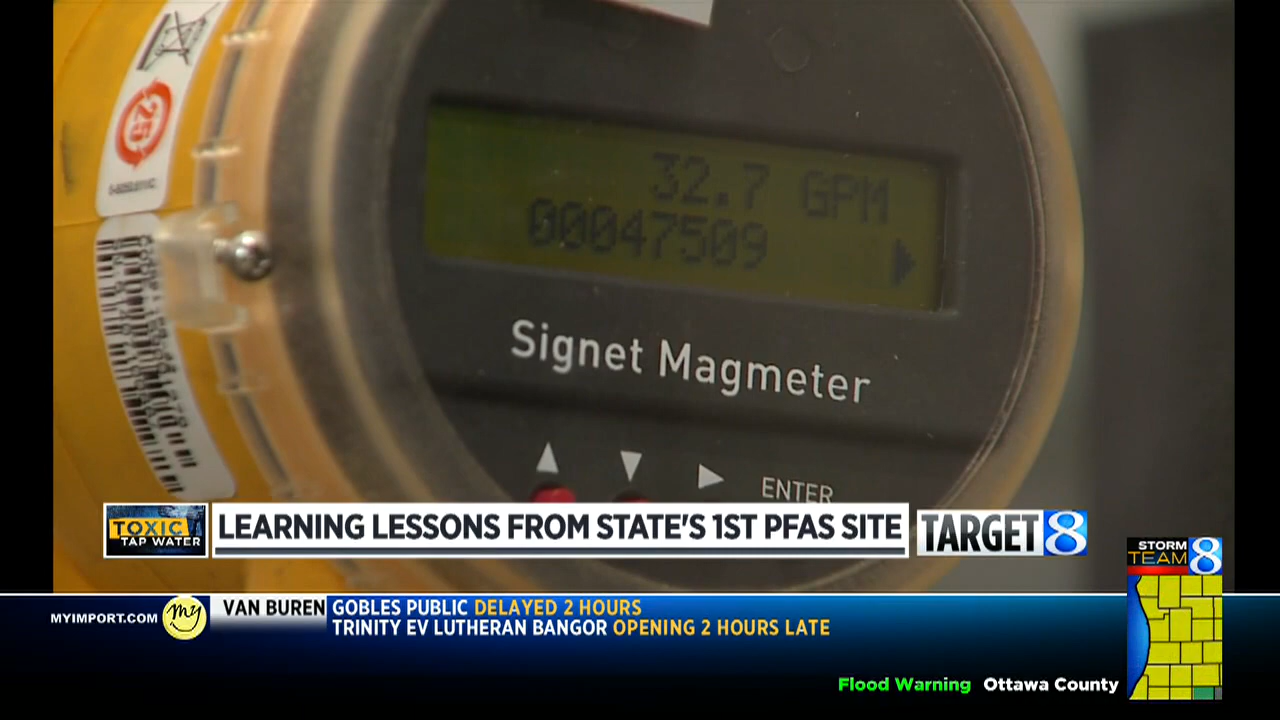 25
32.7 GPM
00047509
Signet Magmeter
ENTER
TOXIC
TAP WATER
LEARNING LESSONS FROM STATE'S 1ST PFAS SITE
TARGET 8
STORM
TEAM 8
MYIMPORT.COM my
VAN BUREN
GOBLES PUBLIC DELAYED 2 HOURS
TRINITY EV LUTHERAN BANGOR OPENING 2 HOURS LATE
Flood Warning Ottawa County